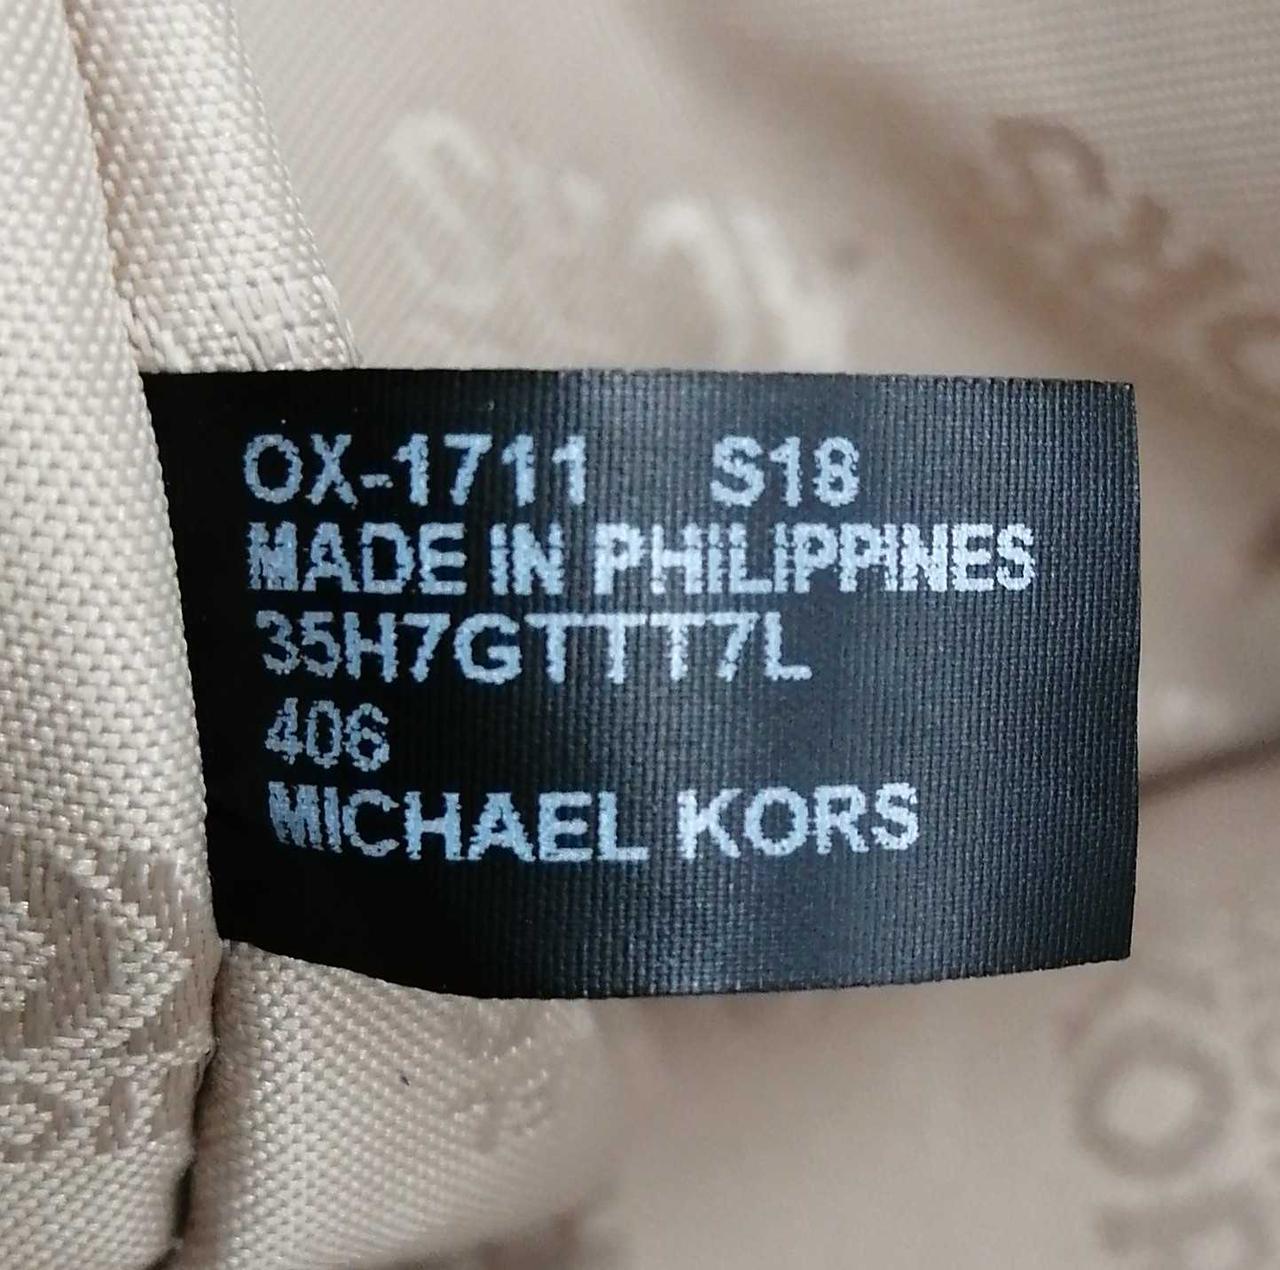 OX-1711 S18
MADE IN PHILIPPINES
35H7GTTT7L
406
MICHAEL KORS